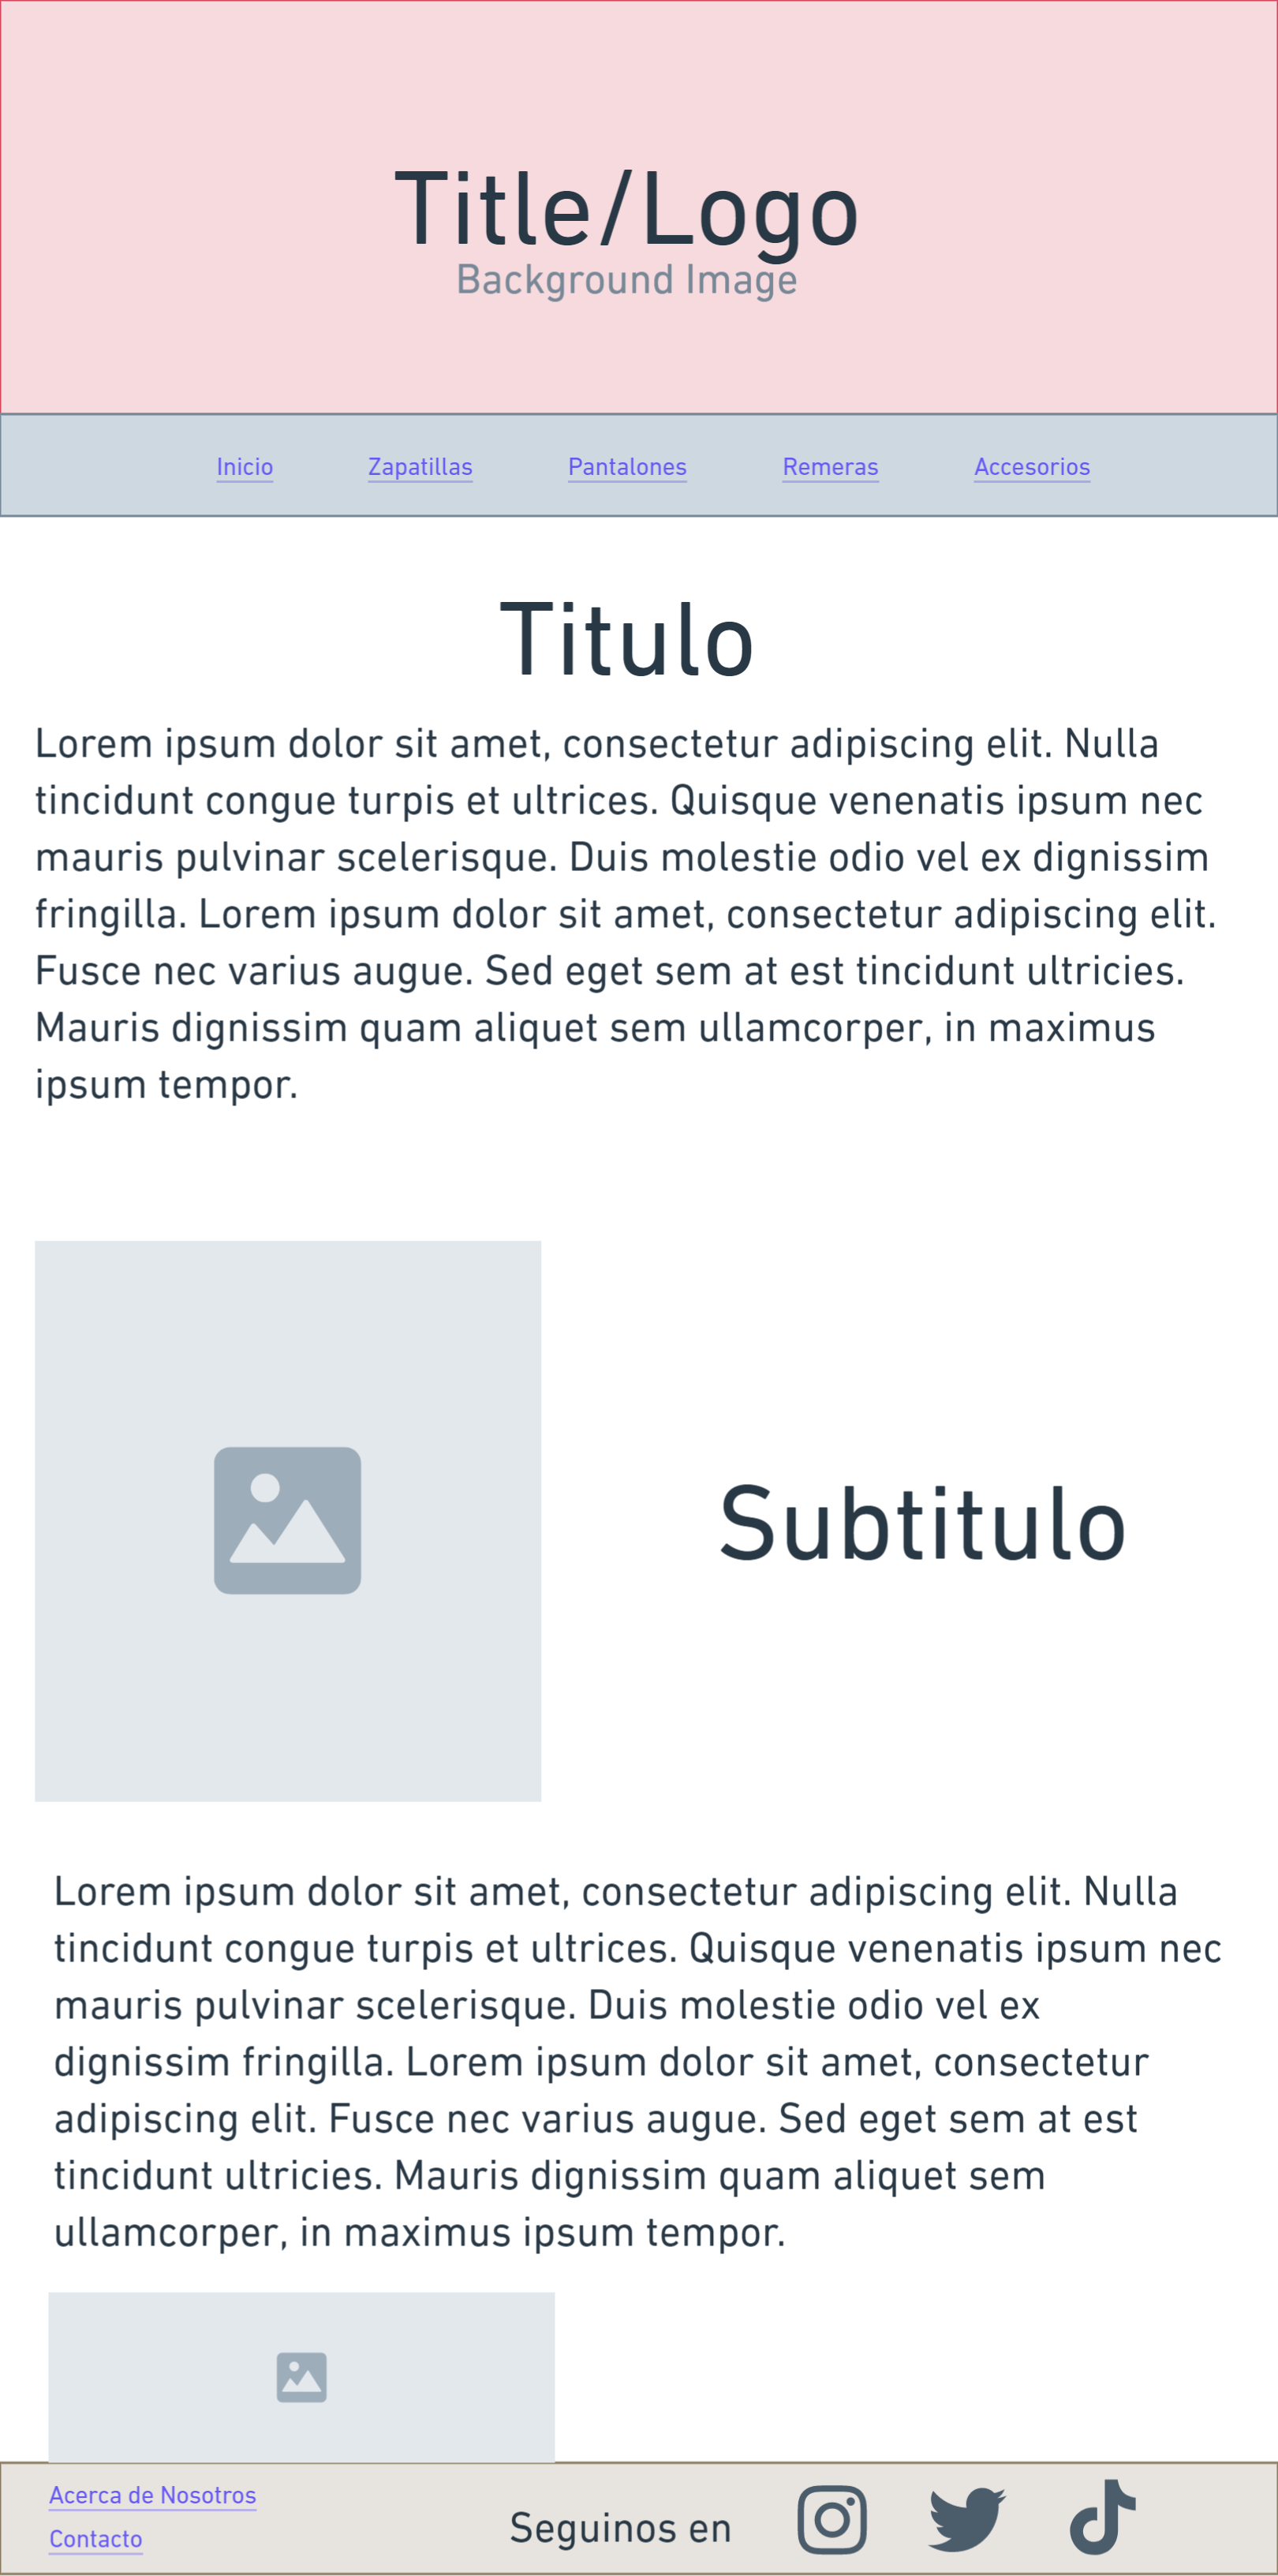 Title/Logo
Background Image
Inicio Zapatillas Pantalones Remeras Accesorios
Titulo
Lorem ipsum dolor sit amet, consectetur adipiscing elit. Nulla
tincidunt congue turpis et ultrices. Quisque venenatis ipsum nec
mauris pulvinar scelerisque. Duis molestie odio vel ex dignissim
fringilla. Lorem ipsum dolor sit amet, consectetur adipiscing elit.
Fusce nec varius augue. Sed eget sem at est tincidunt ultricies.
Mauris dignissim quam aliquet sem ullamcorper, in maximus
ipsum tempor.
Subtitulo
Lorem ipsum dolor sit amet, consectetur adipiscing elit. Nulla
tincidunt congue turpis et ultrices. Quisque venenatis ipsum nec
mauris pulvinar scelerisque. Duis molestie odio vel ex
dignissim fringilla. Lorem ipsum dolor sit amet, consectetur
adipiscing elit. Fusce nec varius augue. Sed eget sem at est
tincidunt ultricies. Mauris dignissim quam aliquet sem
ullamcorper, in maximus ipsum tempor.
Acerca de Nosotros
Contacto
Seguinos en